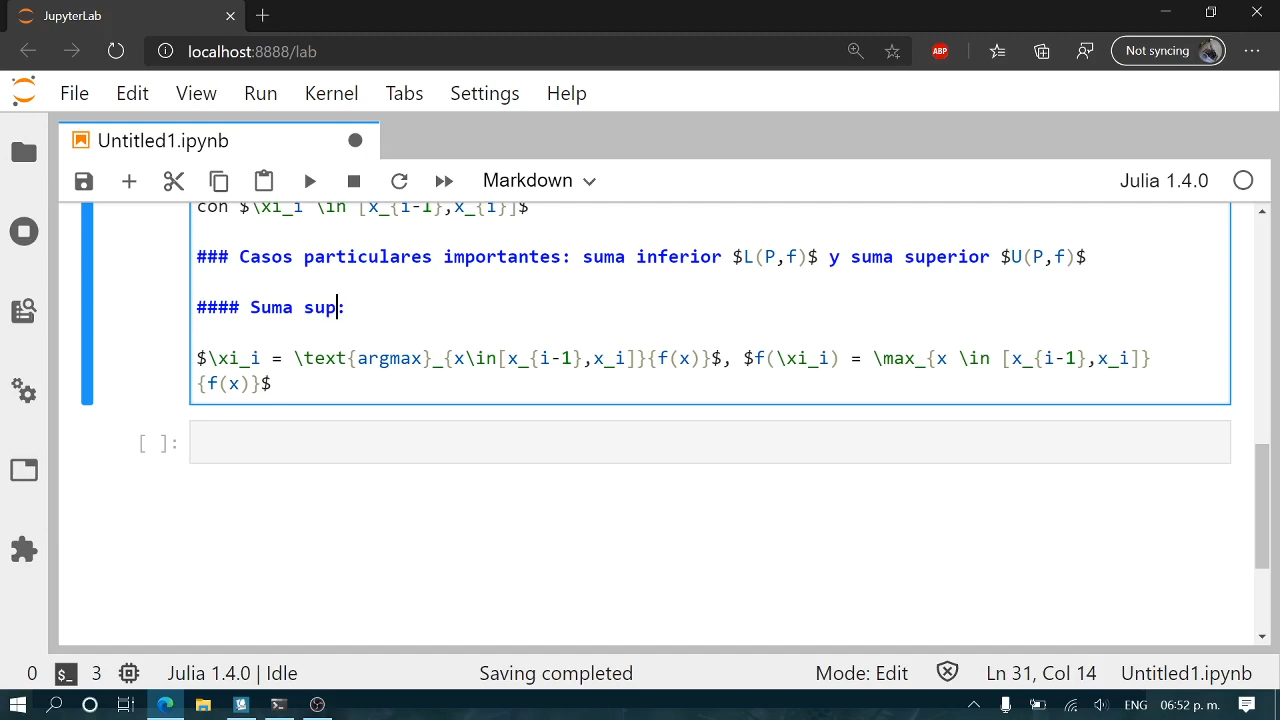 JupyterLab
localhost:8888/lab
ABP
Not syncing
File Edit View Run Kernel Tabs Settings Help
Untitled1.ipynb
Markdown
Julia 1.4.0
con $\xi_i \in [x_{i-1},x_{i}]$
### Casos particulares importantes: suma inferior $L(P,f)$ y suma superior $U(P,f)$
#### Suma sup:
$\xi_i = \text{argmax}_{x\in[x_{i-1},x_i]}{f(x)}$, $f(\xi_i) = \max_{x \in [x_{i-1},x_i]}
{f(x)}$
[ ]:
0 $_ 3 Julia 1.4.0 | Idle Saving completed Mode: Edit Ln 31, Col 14 Untitled1.ipynb
ENG 06:52 p. m.